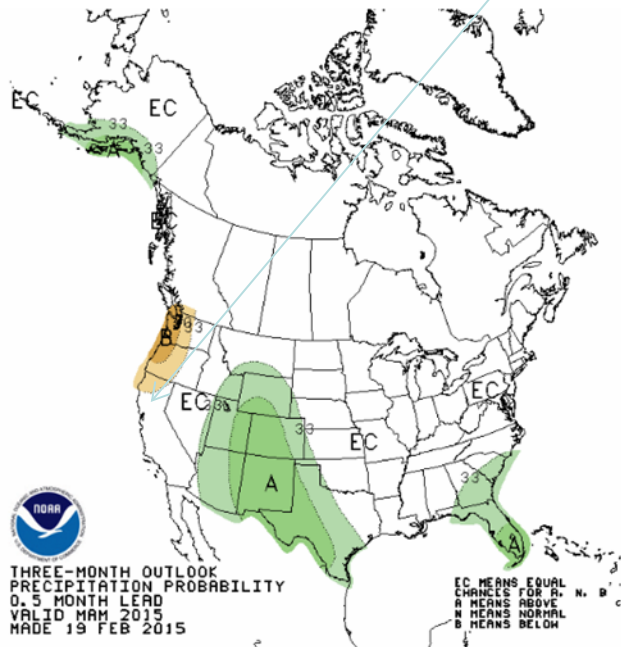 EC
EC
33
33
A
B
33
B
EC
33
33
EC
EC
A
33
A
NOAA
THREE-MONTH OUTLOOK
PRECIPITATION PROBABILITY
0.5 MONTH LEAD
VALID MAM 2015
MADE 19 FEB 2015
EC MEANS EQUAL
CHANCES FOR A, N, B
A MEANS ABOVE
N MEANS NORMAL
B MEANS BELOW